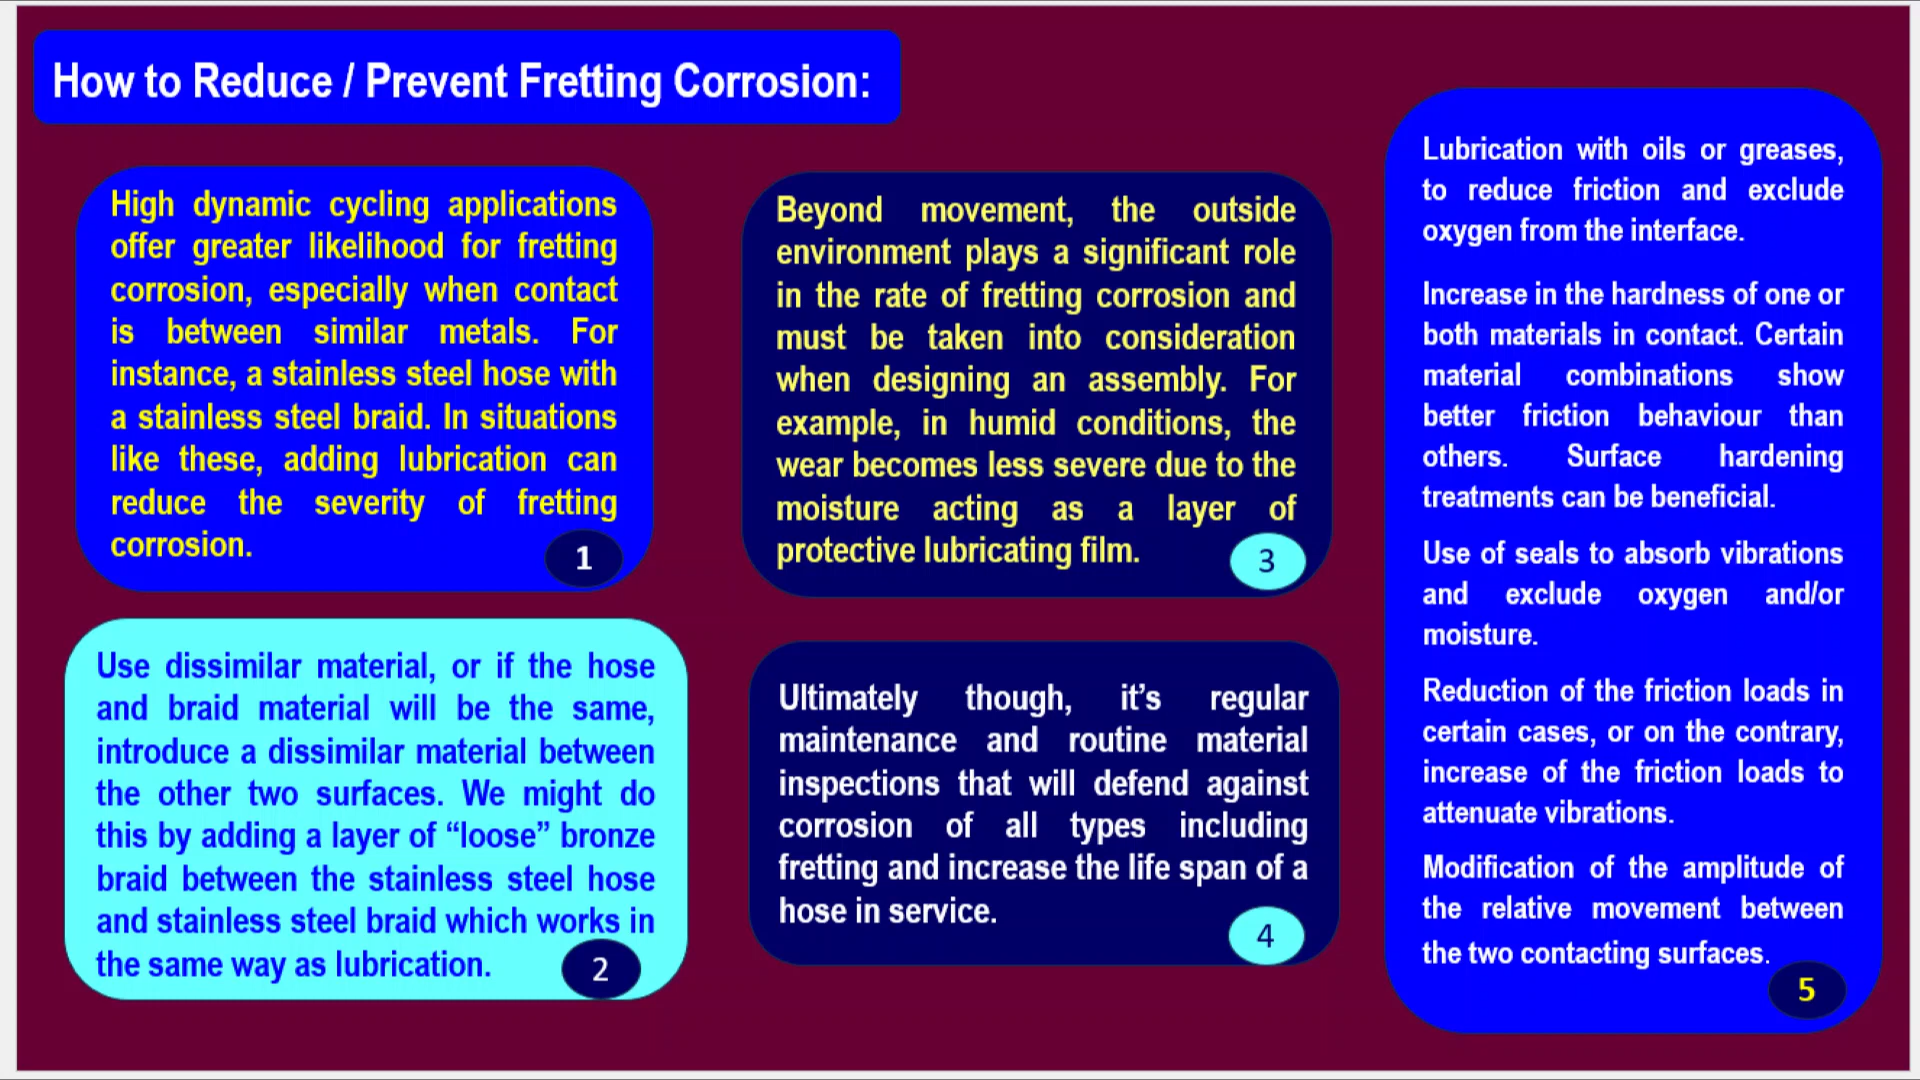 How to Reduce / Prevent Fretting Corrosion:
High dynamic cycling applications
offer greater likelihood for fretting
corrosion, especially when contact
is between similar metals. For
instance, a stainless steel hose with
a stainless steel braid. In situations
like these, adding lubrication can
reduce the severity of fretting
corrosion.
1
Use dissimilar material, or if the hose
and braid material will be the same,
introduce a dissimilar material between
the other two surfaces. We might do
this by adding a layer of “loose” bronze
braid between the stainless steel hose
and stainless steel braid which works in
the same way as lubrication.
2
Beyond movement, the outside
environment plays a significant role
in the rate of fretting corrosion and
must be taken into consideration
when designing an assembly. For
example, in humid conditions, the
wear becomes less severe due to the
moisture acting as a layer of
protective lubricating film.
3
Ultimately though, it’s regular
maintenance and routine material
inspections that will defend against
corrosion of all types including
fretting and increase the life span of a
hose in service.
4
Lubrication with oils or greases,
to reduce friction and exclude
oxygen from the interface.
Increase in the hardness of one or
both materials in contact. Certain
material combinations show
better friction behaviour than
others. Surface hardening
treatments can be beneficial.
Use of seals to absorb vibrations
and exclude oxygen and/or
moisture.
Reduction of the friction loads in
certain cases, or on the contrary,
increase of the friction loads to
attenuate vibrations.
Modification of the amplitude of
the relative movement between
the two contacting surfaces.
5